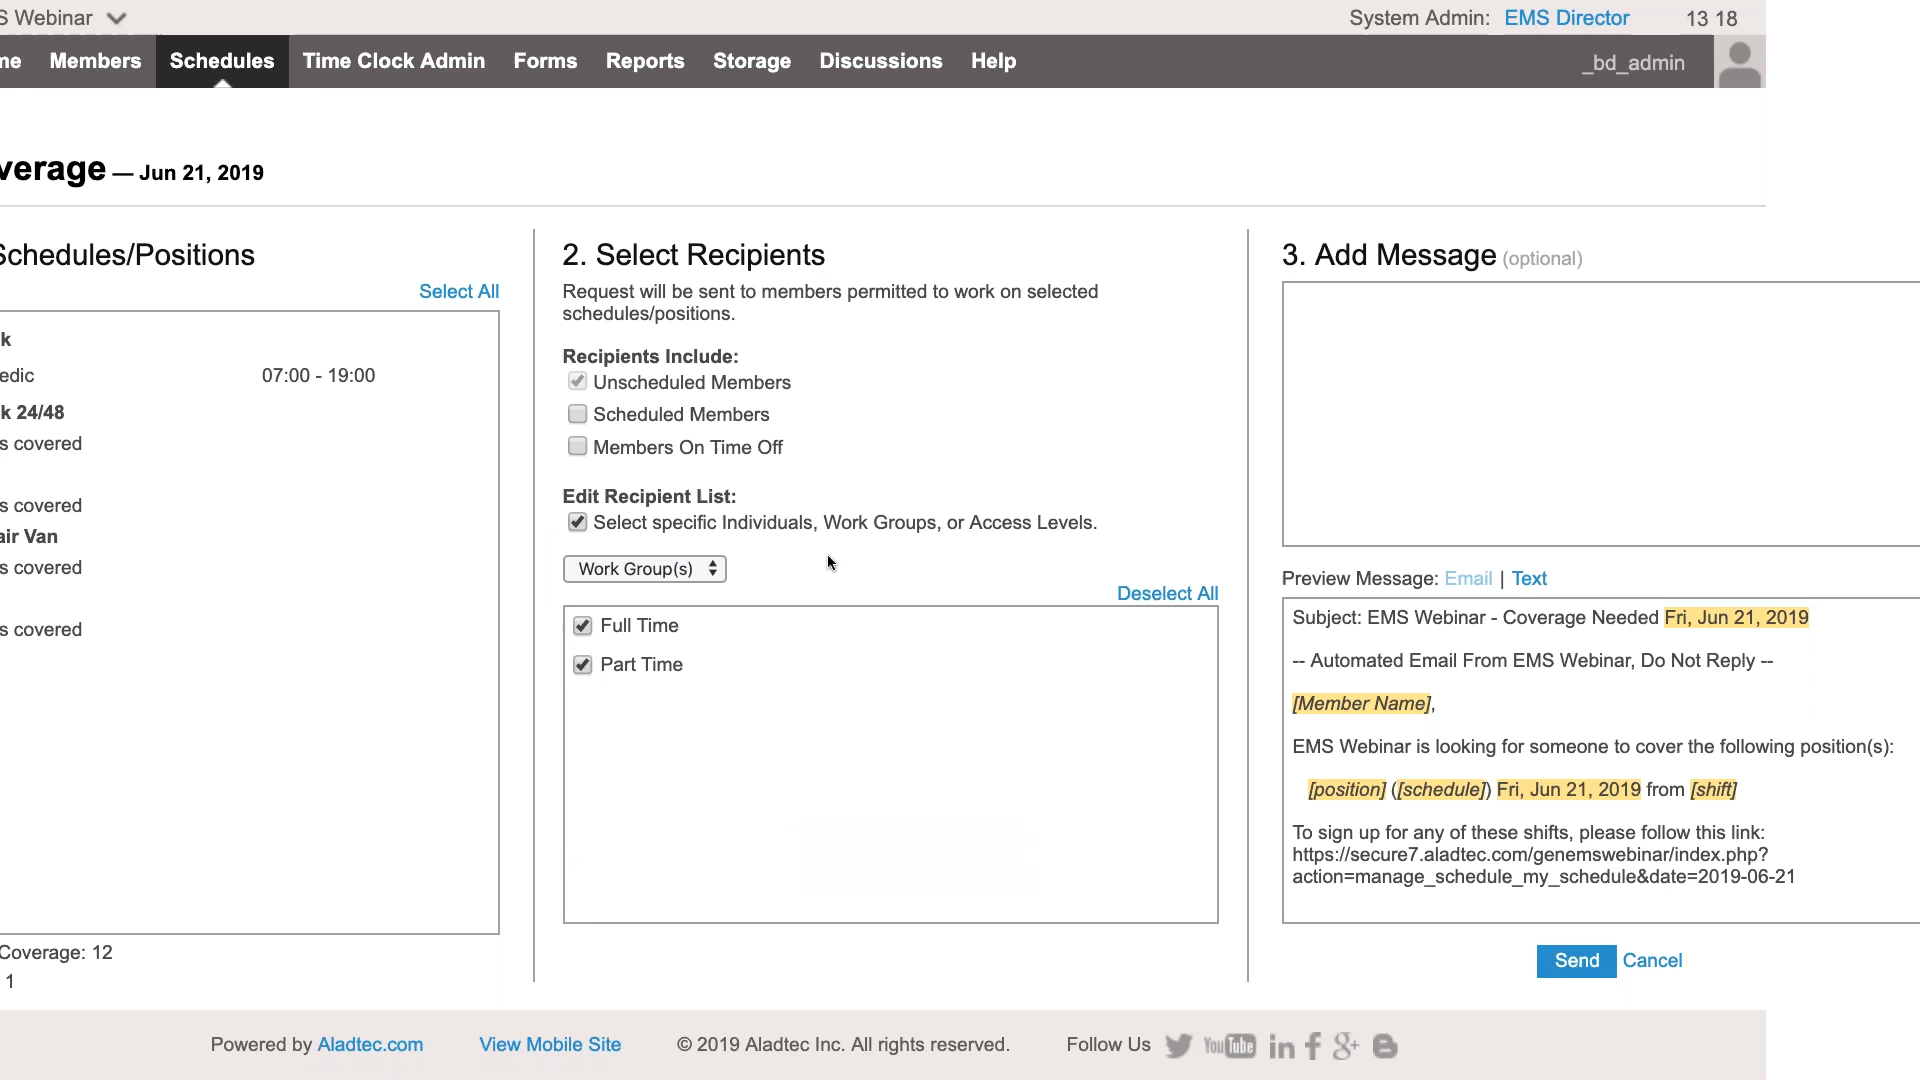 S Webinar
System Admin: EMS Director 13 18
me Members Schedules Time Clock Admin Forms Reports Storage Discussions Help _bd_admin
verage — Jun 21, 2019
Schedules/Positions
Select All
k
edic 07:00 - 19:00
k 24/48
s covered
s covered
air Van
s covered
s covered
Coverage: 12
1
2. Select Recipients
Request will be sent to members permitted to work on selected
schedules/positions.
Recipients Include:
Unscheduled Members
Scheduled Members
Members On Time Off
Edit Recipient List:
Select specific Individuals, Work Groups, or Access Levels.
Work Group(s)
Deselect All
Full Time
Part Time
3. Add Message (optional)
Preview Message: Email | Text
Subject: EMS Webinar - Coverage Needed Fri, Jun 21, 2019
-- Automated Email From EMS Webinar, Do Not Reply --
[Member Name],
EMS Webinar is looking for someone to cover the following position(s):
[position] ([schedule]) Fri, Jun 21, 2019 from [shift]
To sign up for any of these shifts, please follow this link:
https://secure7.aladtec.com/genemswebinar/index.php?
action=manage_schedule_my_schedule&date=2019-06-21
Send Cancel
Powered by Aladtec.com View Mobile Site © 2019 Aladtec Inc. All rights reserved. Follow Us YouTube in f g+